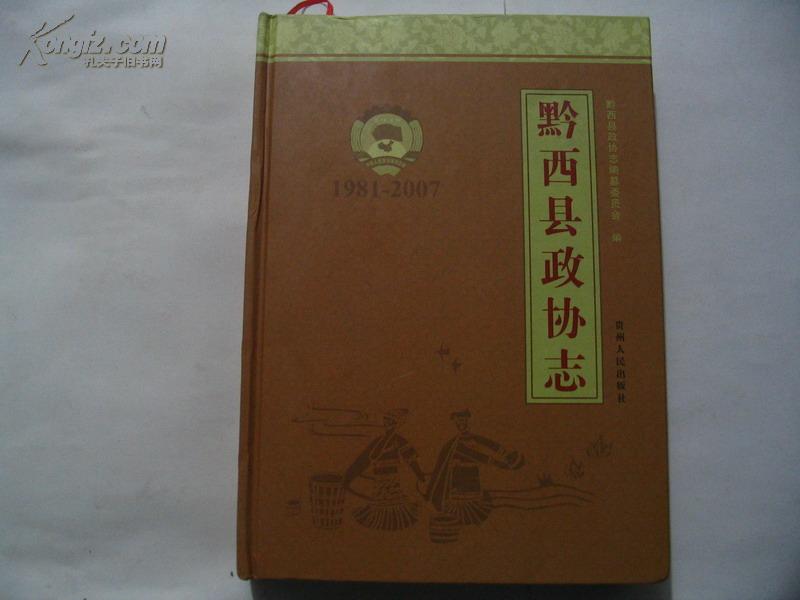 Kongfz.com
孔夫子旧书网
1981-2007
黔西县政协志
黔西县政协志编纂委员会 编
贵州人民出版社